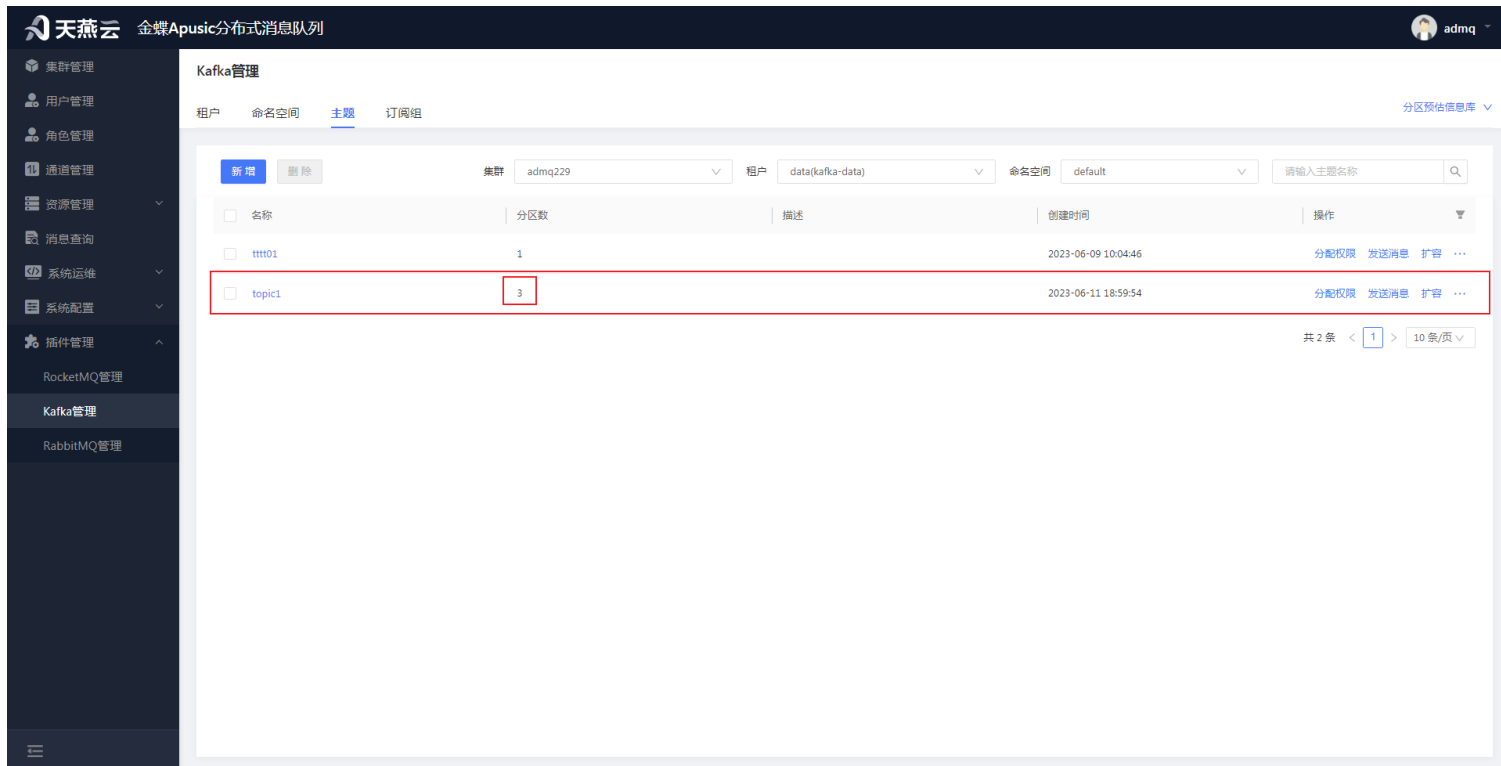 天燕云 金蝶Apusic分布式消息队列
admq
集群管理
用户管理
角色管理
通道管理
资源管理
消息查询
系统运维
系统配置
插件管理
RocketMQ管理
Kafka管理
RabbitMQ管理
Kafka管理
租户 命名空间 主题 订阅组
分区预估信息库
新增 删除 集群 admq229 租户 data(kafka-data) 命名空间 default 请输入主题名称
名称 分区数 描述 创建时间 操作
tttt01 1 2023-06-09 10:04:46 分配权限 发送消息 扩容 ···
topic1 3 2023-06-11 18:59:54 分配权限 发送消息 扩容 ···
共 2 条 < 1 > 10 条/页